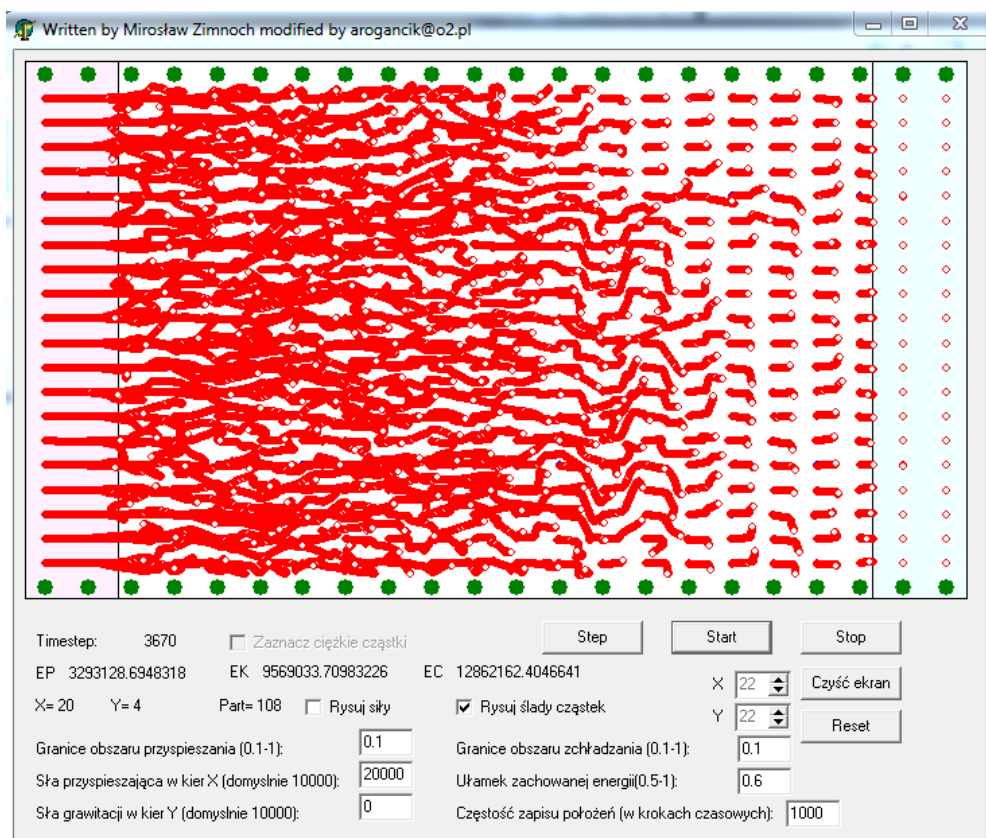 Written by Mirosław Zimnoch modified by arogancik@o2.pl
Timestep: 3670 Zaznacz ciężkie cząstki Step Start Stop
EP 3293128.6948318 EK 9569033.70983226 EC 12862162.4046641 X 22 Czyść ekran
X= 20 Y= 4 Part= 108 Rysuj siły Rysuj ślady cząstek Y 22 Reset
Granice obszaru przyspieszania (0.1-1): 0.1 Granice obszaru zchładzania (0.1-1): 0.1
Sła przyspieszająca w kier X (domyslnie 10000): 20000 Ułamek zachowanej energii(0.5-1): 0.6
Sła grawitacji w kier Y (domyslnie 10000): 0 Częstość zapisu położeń (w krokach czasowych): 1000